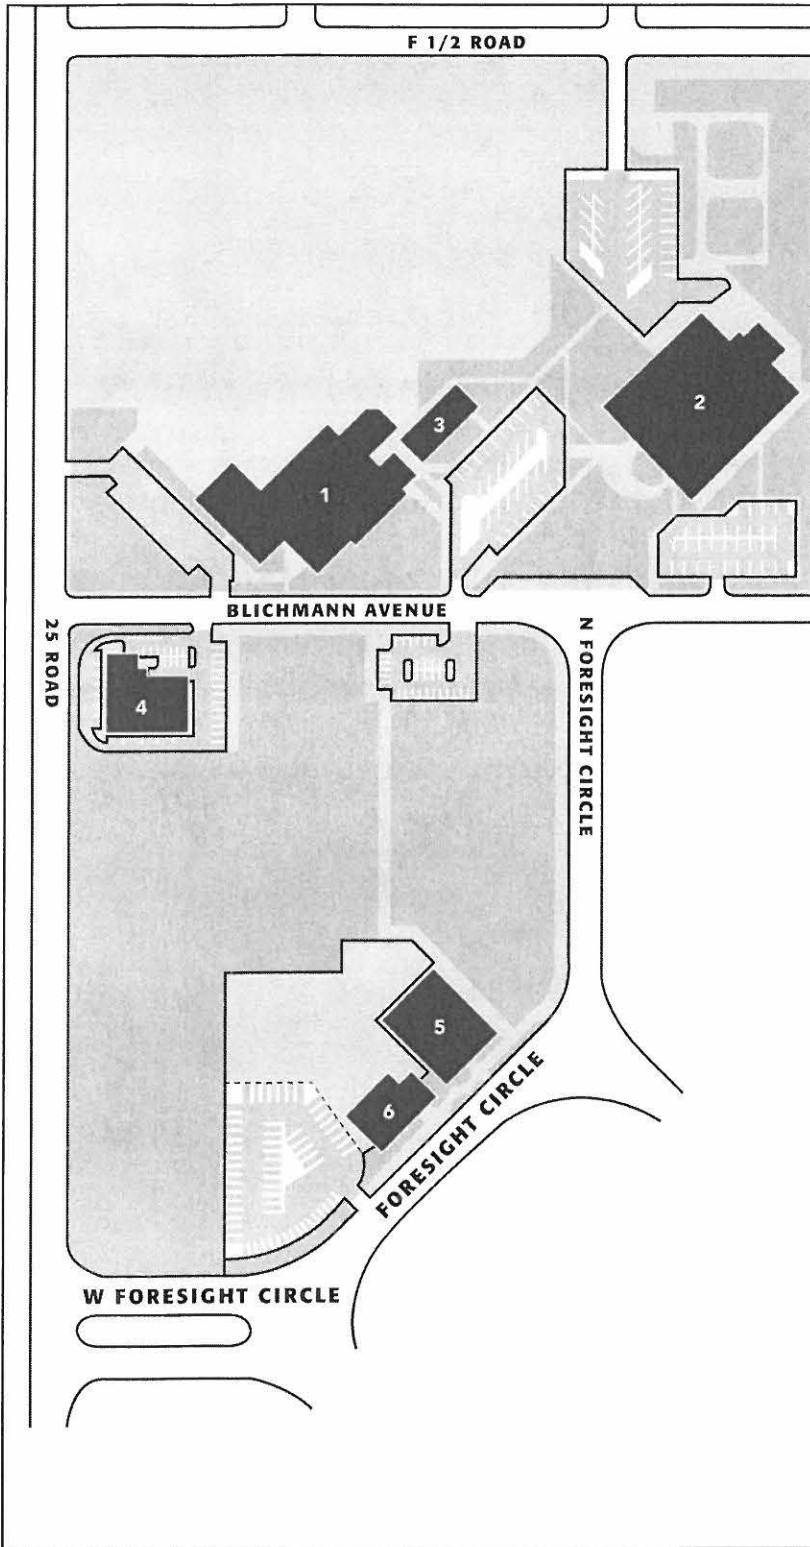 F 1/2 ROAD
2
3
1
BLICHMANN AVENUE
25 ROAD
N FORESIGHT CIRCLE
4
5
6
FORESIGHT CIRCLE
W FORESIGHT CIRCLE